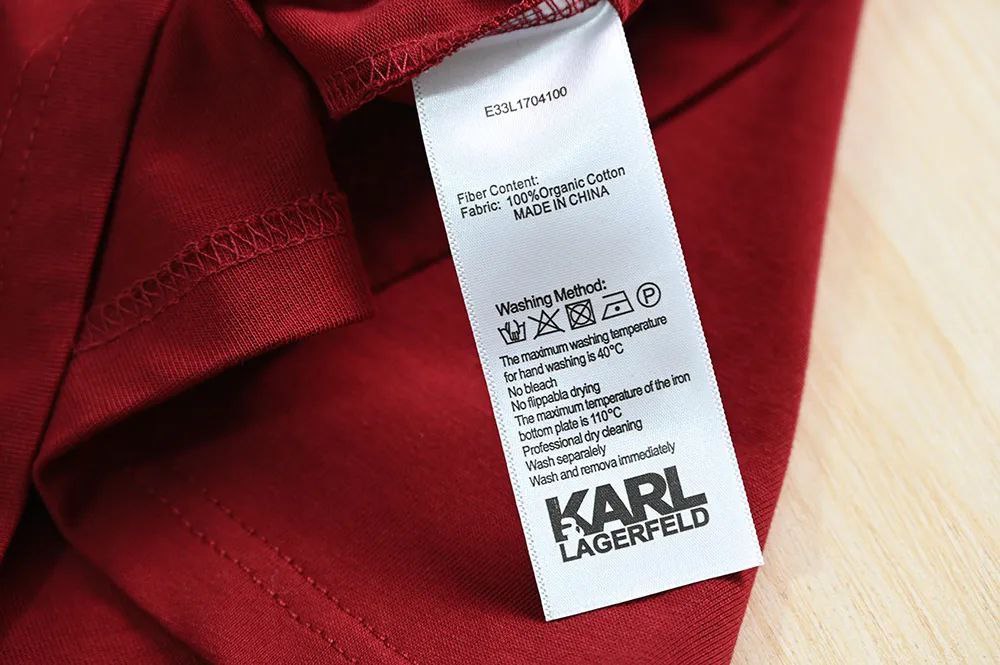 E33L1704100
Fiber Content:
Fabric: 100%Organic Cotton
MADE IN CHINA
Washing Method:
P
The maximum washing temperature
for hand washing is 40°C
No bleach
No flippabla drying
The maximum temperature of the iron
bottom plate is 110°C
Professional dry cleaning
Wash separately
Wash and remova immediately
KARL
LAGERFELD